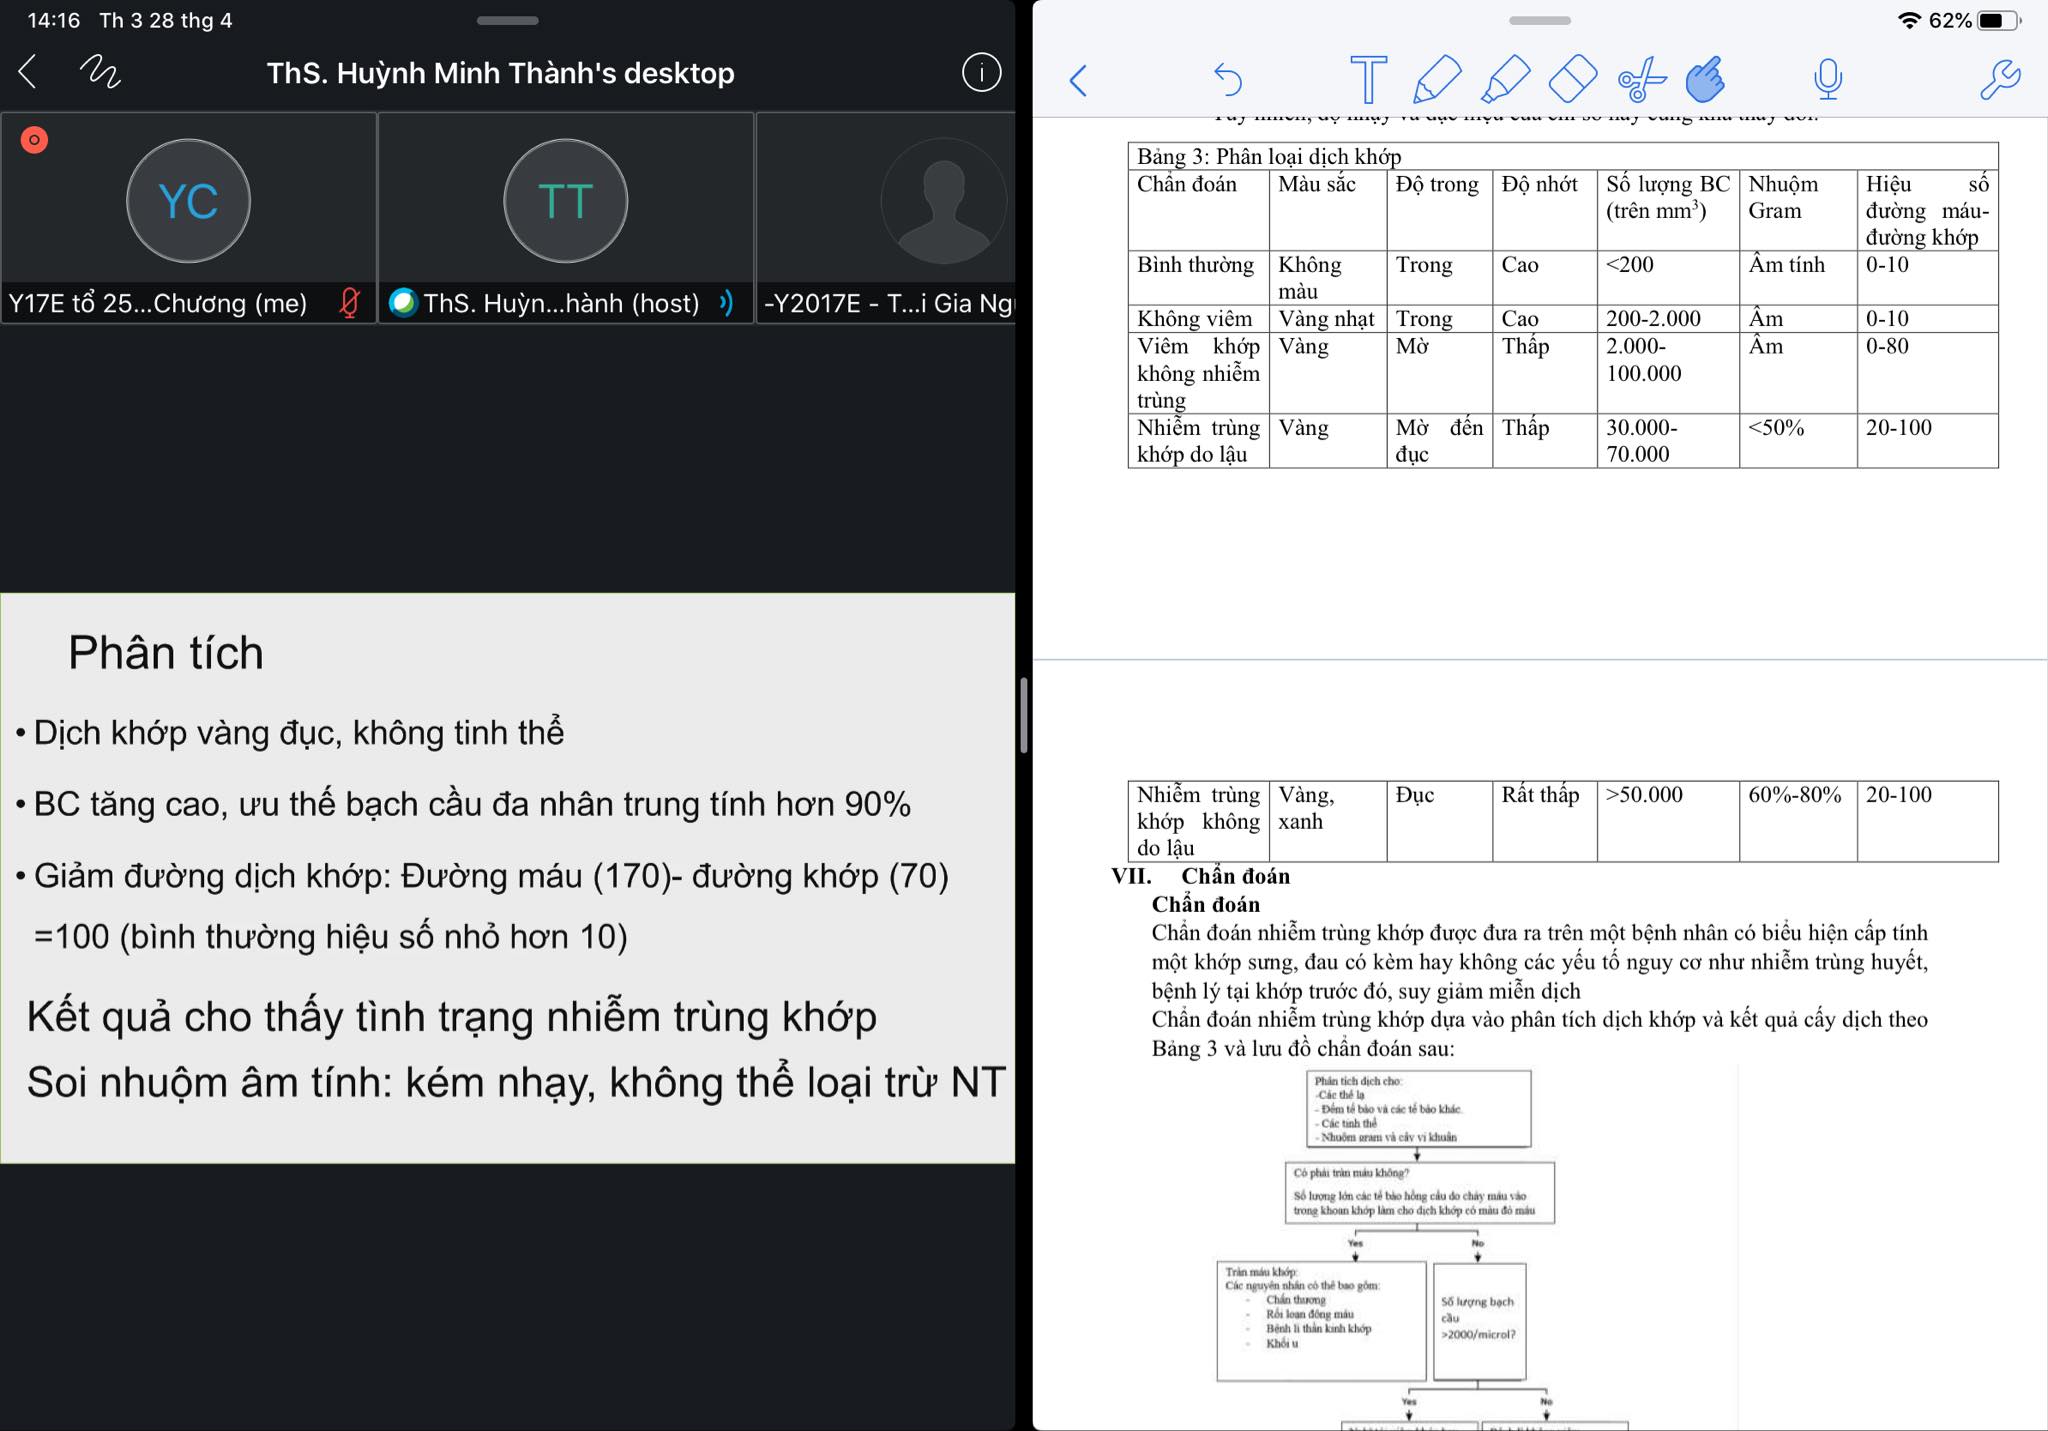 14:16 Th 3 28 thg 4
ThS. Huỳnh Minh Thành's desktop
YC
TT
Y17E tổ 25...Chương (me)
ThS. Huỳn...hành (host)
-Y2017E - T...i Gia Ng
Phân tích
• Dịch khớp vàng đục, không tinh thể
• BC tăng cao, ưu thế bạch cầu đa nhân trung tính hơn 90%
• Giảm đường dịch khớp: Đường máu (170)- đường khớp (70)
=100 (bình thường hiệu số nhỏ hơn 10)
Kết quả cho thấy tình trạng nhiễm trùng khớp
Soi nhuộm âm tính: kém nhạy, không thể loại trừ NT
62%
Tuy nhiên, độ nhạy và đặc hiệu của chỉ số này cũng khá thay đổi.
Bảng 3: Phân loại dịch khớp
Chẩn đoán Màu sắc Độ trong Độ nhớt Số lượng BC Nhuộm Hiệu số
(trên mm³) Gram đường máu-
đường khớp
Bình thường Không Trong Cao <200 Âm tính 0-10
màu
Không viêm Vàng nhạt Trong Cao 200-2.000 Âm 0-10
Viêm khớp Vàng Mờ Thấp 2.000- Âm 0-80
không nhiễm 100.000
trùng
Nhiễm trùng Vàng Mờ đến Thấp 30.000- <50% 20-100
khớp do lậu đục 70.000
Nhiễm trùng Vàng, Đục Rất thấp >50.000 60%-80% 20-100
khớp không xanh
do lậu
VII. Chẩn đoán
Chẩn đoán
Chẩn đoán nhiễm trùng khớp được đưa ra trên một bệnh nhân có biểu hiện cấp tính
một khớp sưng, đau có kèm hay không các yếu tố nguy cơ như nhiễm trùng huyết,
bệnh lý tại khớp trước đó, suy giảm miễn dịch
Chẩn đoán nhiễm trùng khớp dựa vào phân tích dịch khớp và kết quả cấy dịch theo
Bảng 3 và lưu đồ chẩn đoán sau:
Phân tích dịch cho:
-Các thể lạ
- Đếm tế bào và các tế bào khác.
- Các tinh thể
- Nhuộm gram và cấy vi khuẩn
Có phải tràn máu không?
Số lượng lớn các tế bào hồng cầu do chảy máu vào
trong khoan khớp làm cho dịch khớp có màu đỏ máu
Yes No
Tràn máu khớp:
Các nguyên nhân có thể bao gồm:
- Chấn thương
- Rối loạn đông máu
- Bệnh lí thần kinh khớp
- Khối u
Số lượng bạch
cầu
>2000/microl?
Yes No